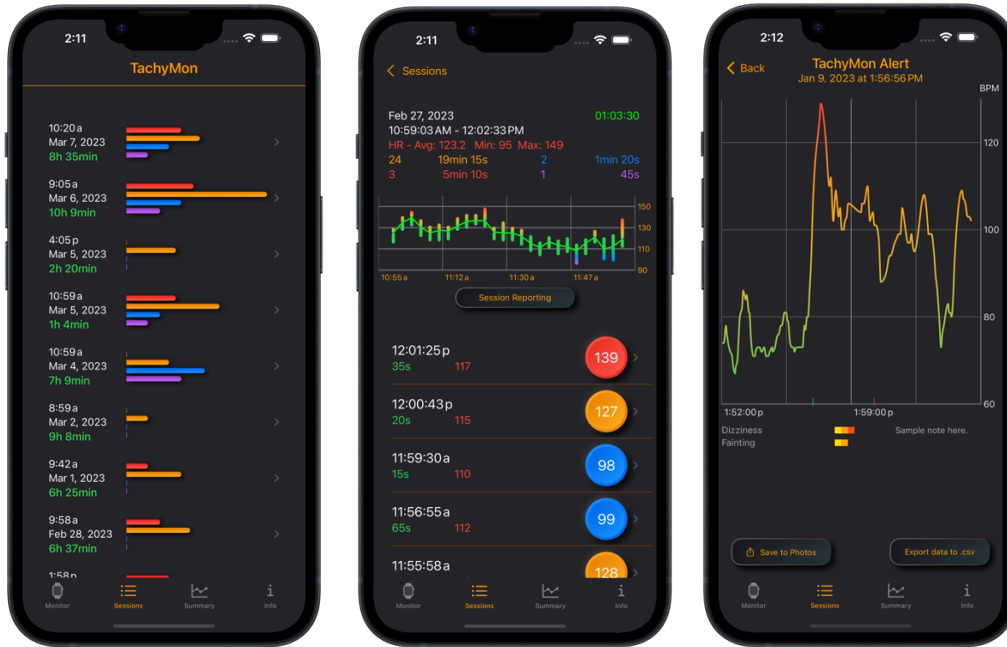 2:11
TachyMon
10:20 a
Mar 7, 2023
8h 35min
9:05 a
Mar 6, 2023
10h 9min
4:05 p
Mar 5, 2023
2h 20min
10:59 a
Mar 5, 2023
1h 4min
10:59 a
Mar 4, 2023
7h 9min
8:59 a
Mar 2, 2023
9h 8min
9:42 a
Mar 1, 2023
6h 25min
9:58 a
Feb 28, 2023
6h 37min
1:58 p
Monitor Sessions Summary Info
2:11
Sessions
Feb 27, 2023 01:03:30
10:59:03 AM - 12:02:33 PM
HR - Avg: 123.2 Min: 95 Max: 149
24 19min 15s 2 1min 20s
3 5min 10s 1 45s
150
130
110
90
10:55 a 11:12 a 11:30 a 11:47 a
Session Reporting
12:01:25 p
35s 117
139
12:00:43 p
20s 115
127
11:59:30 a
15s 110
98
11:56:55 a
65s 112
99
11:55:58 a
128
Monitor Sessions Summary Info
2:12
Back
TachyMon Alert
Jan 9, 2023 at 1:56:56 PM
BPM
120
100
80
60
1:52:00 p 1:59:00 p
Dizziness Sample note here.
Fainting
Save to Photos Export data to .csv
Monitor Sessions Summary Info